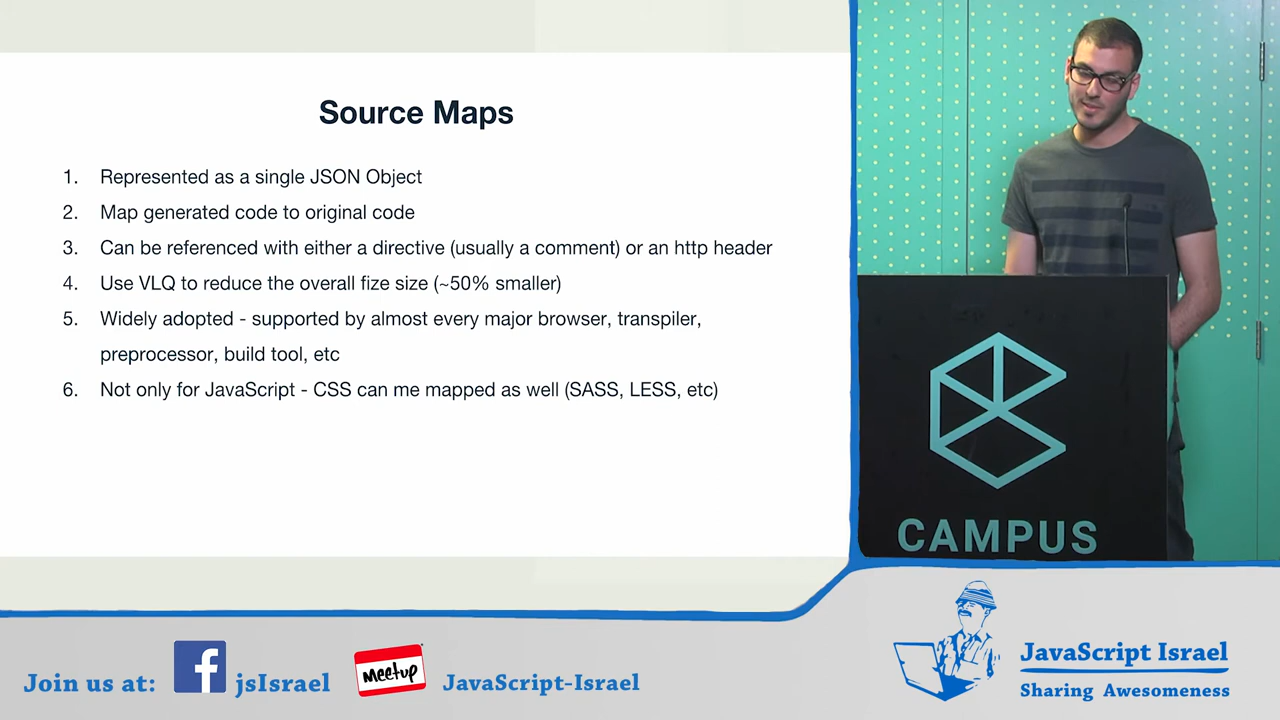 Source Maps
1. Represented as a single JSON Object
2. Map generated code to original code
3. Can be referenced with either a directive (usually a comment) or an http header
4. Use VLQ to reduce the overall fize size (~50% smaller)
5. Widely adopted - supported by almost every major browser, transpiler,
preprocessor, build tool, etc
6. Not only for JavaScript - CSS can me mapped as well (SASS, LESS, etc)
CAMPUS
Join us at:
f
jsIsrael
meetup
JavaScript-Israel
JavaScript Israel
Sharing Awesomeness